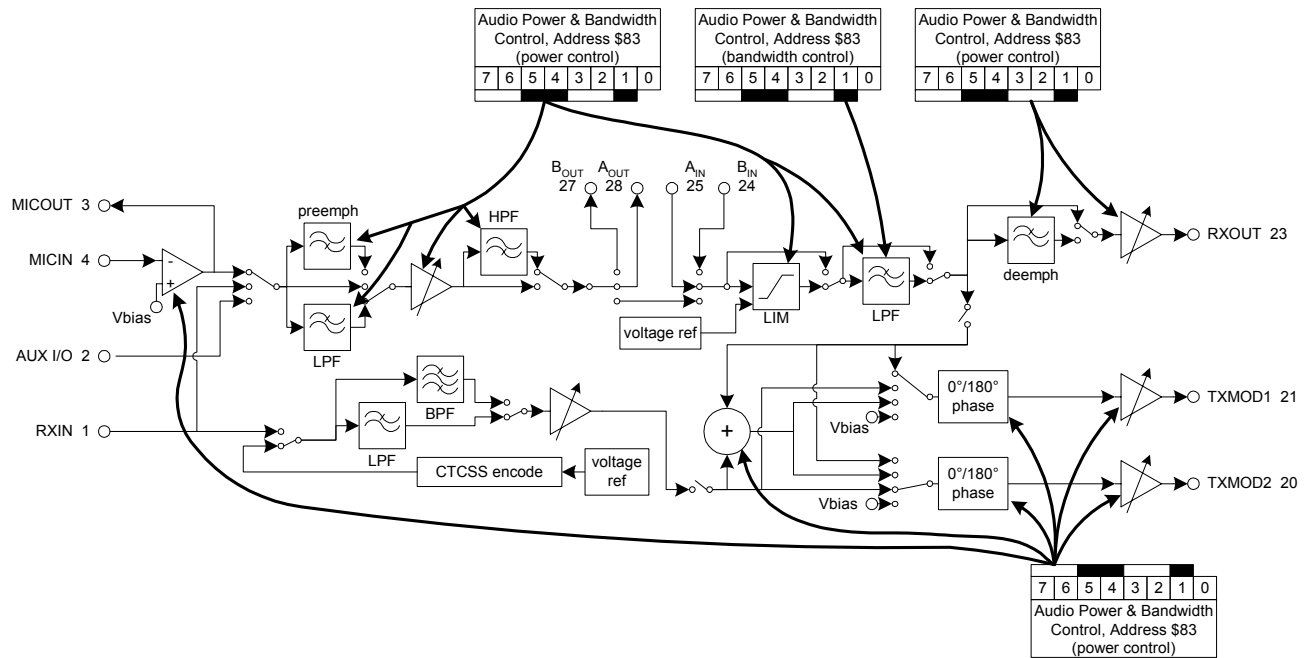 Audio Power & Bandwidth
Control, Address $83
(power control)
7 6 5 4 3 2 1 0
Audio Power & Bandwidth
Control, Address $83
(bandwidth control)
7 6 5 4 3 2 1 0
Audio Power & Bandwidth
Control, Address $83
(power control)
7 6 5 4 3 2 1 0
BOUT
27
AOUT
28
AIN
25
BIN
24
MICOUT 3
preemph
HPF
RXOUT 23
MICIN 4
deemph
Vbias
LIM
LPF
voltage ref
AUX I/O 2
LPF
BPF
0°/180°
phase
TXMOD1 21
RXIN 1
LPF
+
Vbias
CTCSS encode
voltage
ref
0°/180°
phase
TXMOD2 20
Vbias
7 6 5 4 3 2 1 0
Audio Power & Bandwidth
Control, Address $83
(power control)